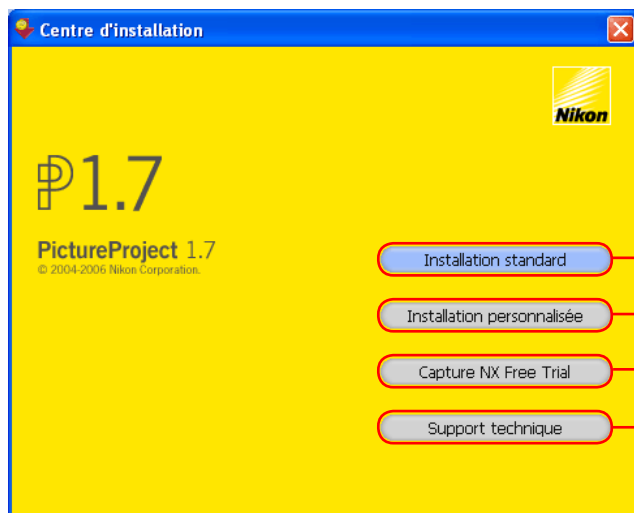 Centre d'installation
Nikon
P1.7
PictureProject 1.7
© 2004-2006 Nikon Corporation.
Installation standard
Installation personnalisée
Capture NX Free Trial
Support technique